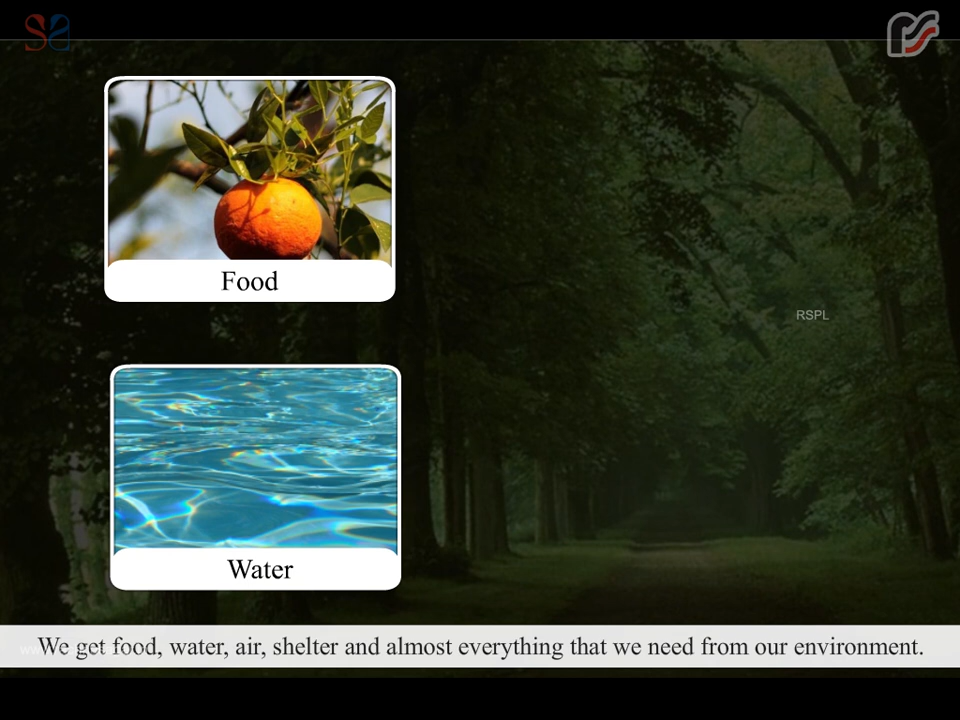 Food
RSPL
Water
We get food, water, air, shelter and almost everything that we need from our environment.